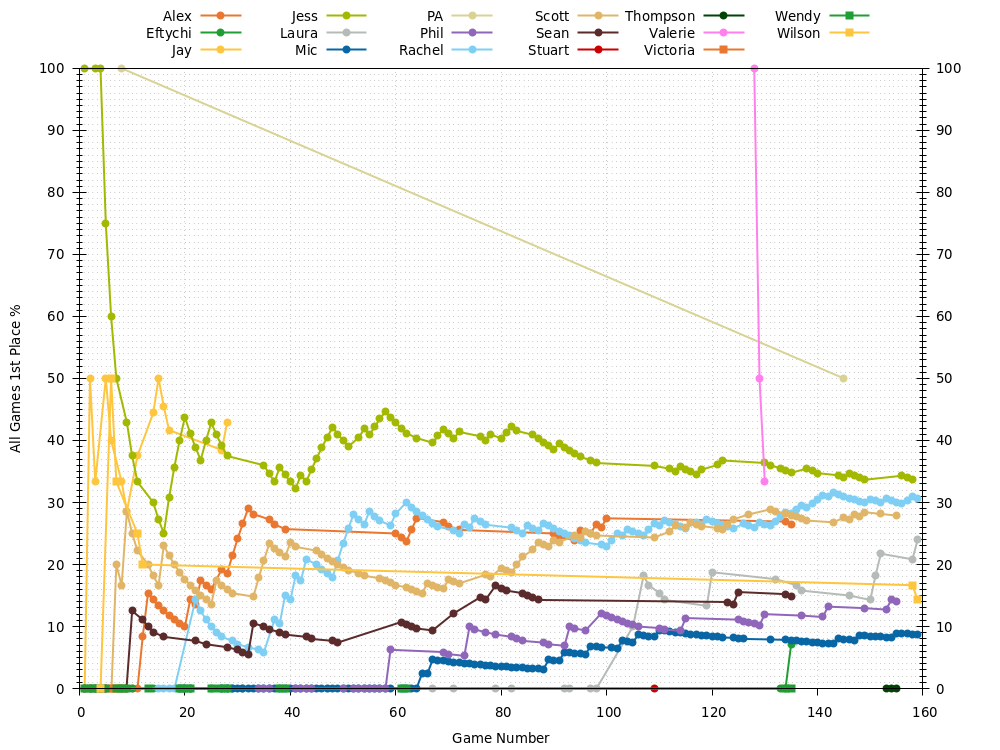 Alex Jess PA Scott Thompson Wendy
Eftychi Laura Phil Sean Valerie Wilson
Jay Mic Rachel Stuart Victoria
100 100
90 90
80 80
70 70
60 60
50 50
40 40
30 30
20 20
10 10
0 0
0 20 40 60 80 100 120 140 160
All Games 1st Place %
Game Number